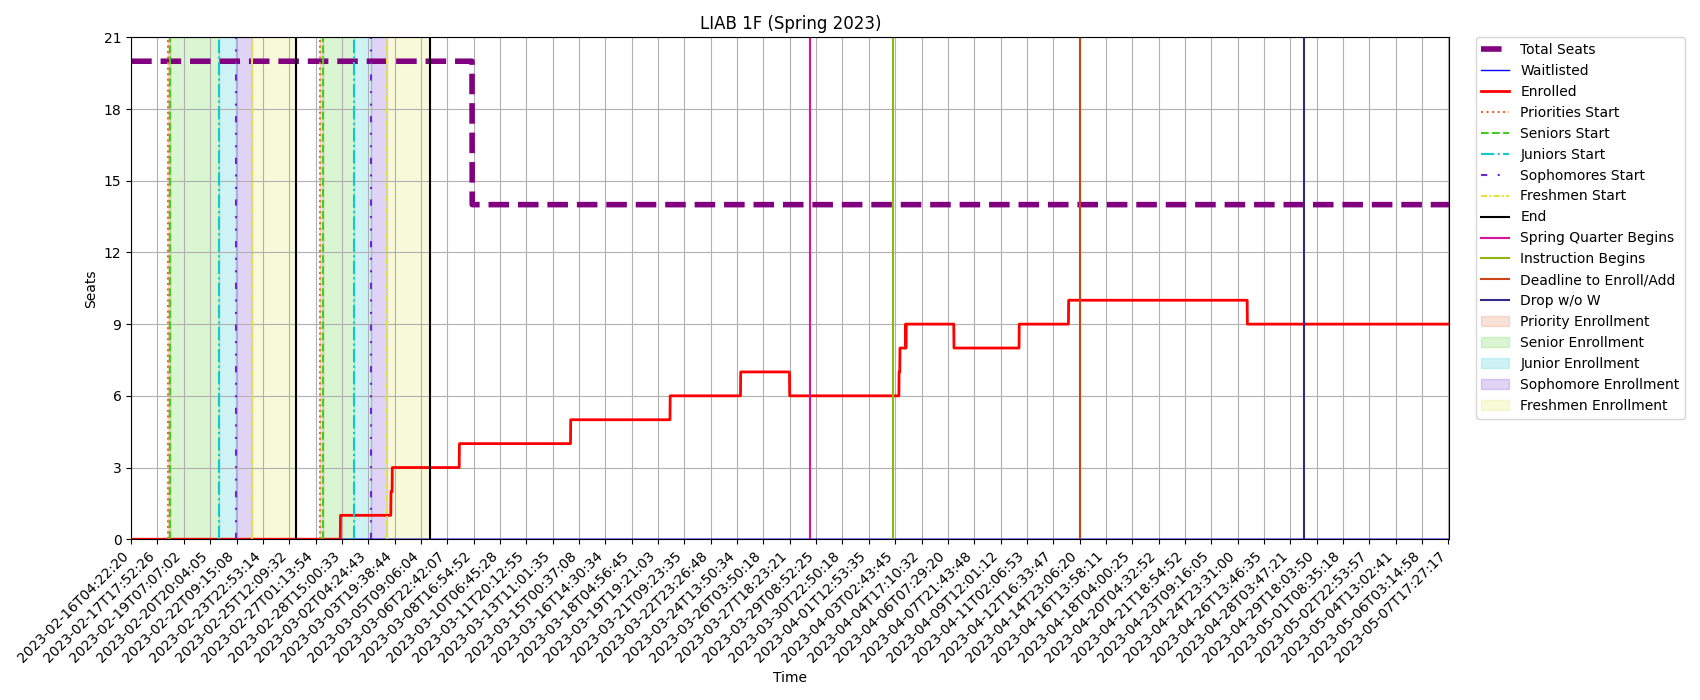 LIAB 1F (Spring 2023)
21
18
15
12
9
6
3
0
Seats
2023-02-16T04:22:20
2023-02-17T17:52:26
2023-02-19T07:07:02
2023-02-20T20:04:05
2023-02-22T09:15:08
2023-02-23T22:53:14
2023-02-25T12:09:32
2023-02-27T01:13:54
2023-02-28T15:00:33
2023-03-02T04:24:43
2023-03-03T19:38:44
2023-03-05T09:06:04
2023-03-06T22:42:07
2023-03-08T16:54:52
2023-03-10T06:45:28
2023-03-11T20:12:55
2023-03-13T11:01:35
2023-03-15T00:37:08
2023-03-16T14:30:34
2023-03-18T04:56:45
2023-03-19T19:21:03
2023-03-21T09:23:35
2023-03-22T23:26:48
2023-03-24T13:50:34
2023-03-26T03:50:18
2023-03-27T18:23:21
2023-03-29T08:52:25
2023-03-30T22:50:18
2023-04-01T12:53:35
2023-04-03T02:43:45
2023-04-04T17:10:32
2023-04-06T07:29:20
2023-04-07T21:43:48
2023-04-09T12:01:12
2023-04-11T02:06:53
2023-04-12T16:33:47
2023-04-14T23:06:20
2023-04-16T13:58:11
2023-04-18T04:00:25
2023-04-20T04:32:52
2023-04-21T18:54:52
2023-04-23T09:16:05
2023-04-24T23:31:00
2023-04-26T13:46:35
2023-04-28T03:47:21
2023-04-29T18:03:50
2023-05-01T08:35:18
2023-05-02T22:53:57
2023-05-04T13:02:41
2023-05-06T03:14:58
2023-05-07T17:27:17
Time
Total Seats
Waitlisted
Enrolled
Priorities Start
Seniors Start
Juniors Start
Sophomores Start
Freshmen Start
End
Spring Quarter Begins
Instruction Begins
Deadline to Enroll/Add
Drop w/o W
Priority Enrollment
Senior Enrollment
Junior Enrollment
Sophomore Enrollment
Freshmen Enrollment